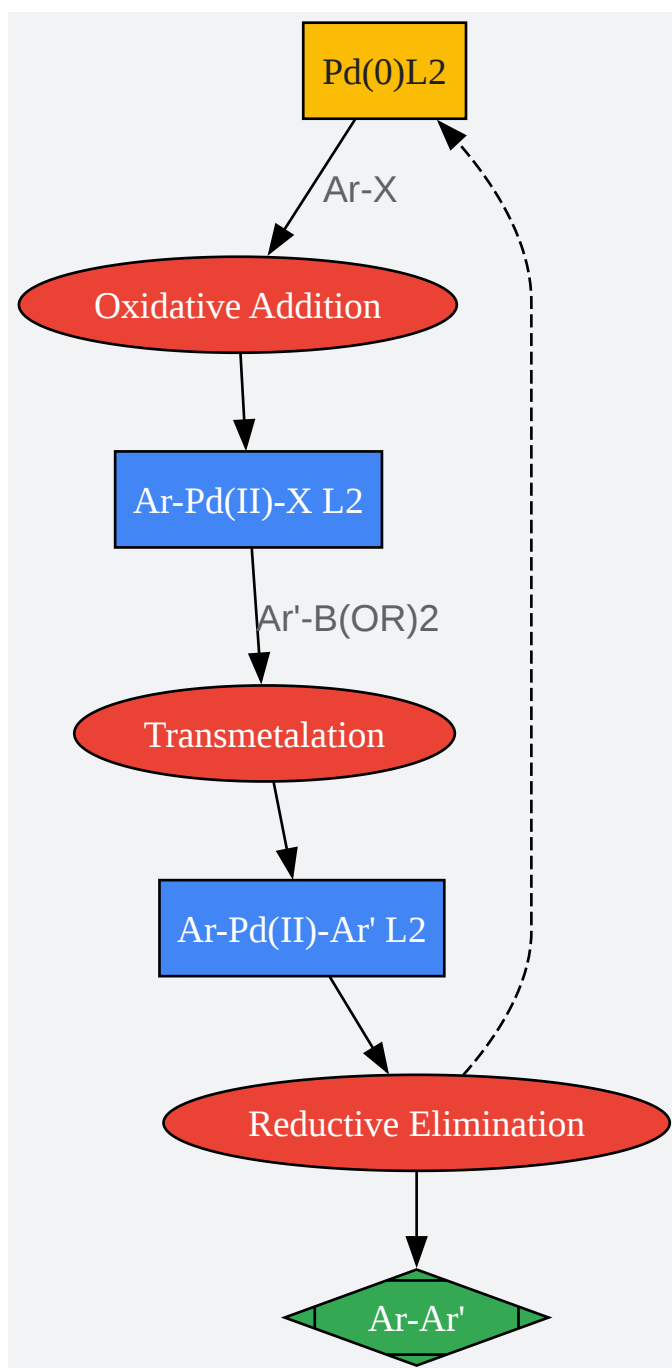 Pd(0)L2
Ar-X
Oxidative Addition
Ar-Pd(II)-X L2
Ar'-B(OR)2
Transmetalation
Ar-Pd(II)-Ar' L2
Reductive Elimination
Ar-Ar'